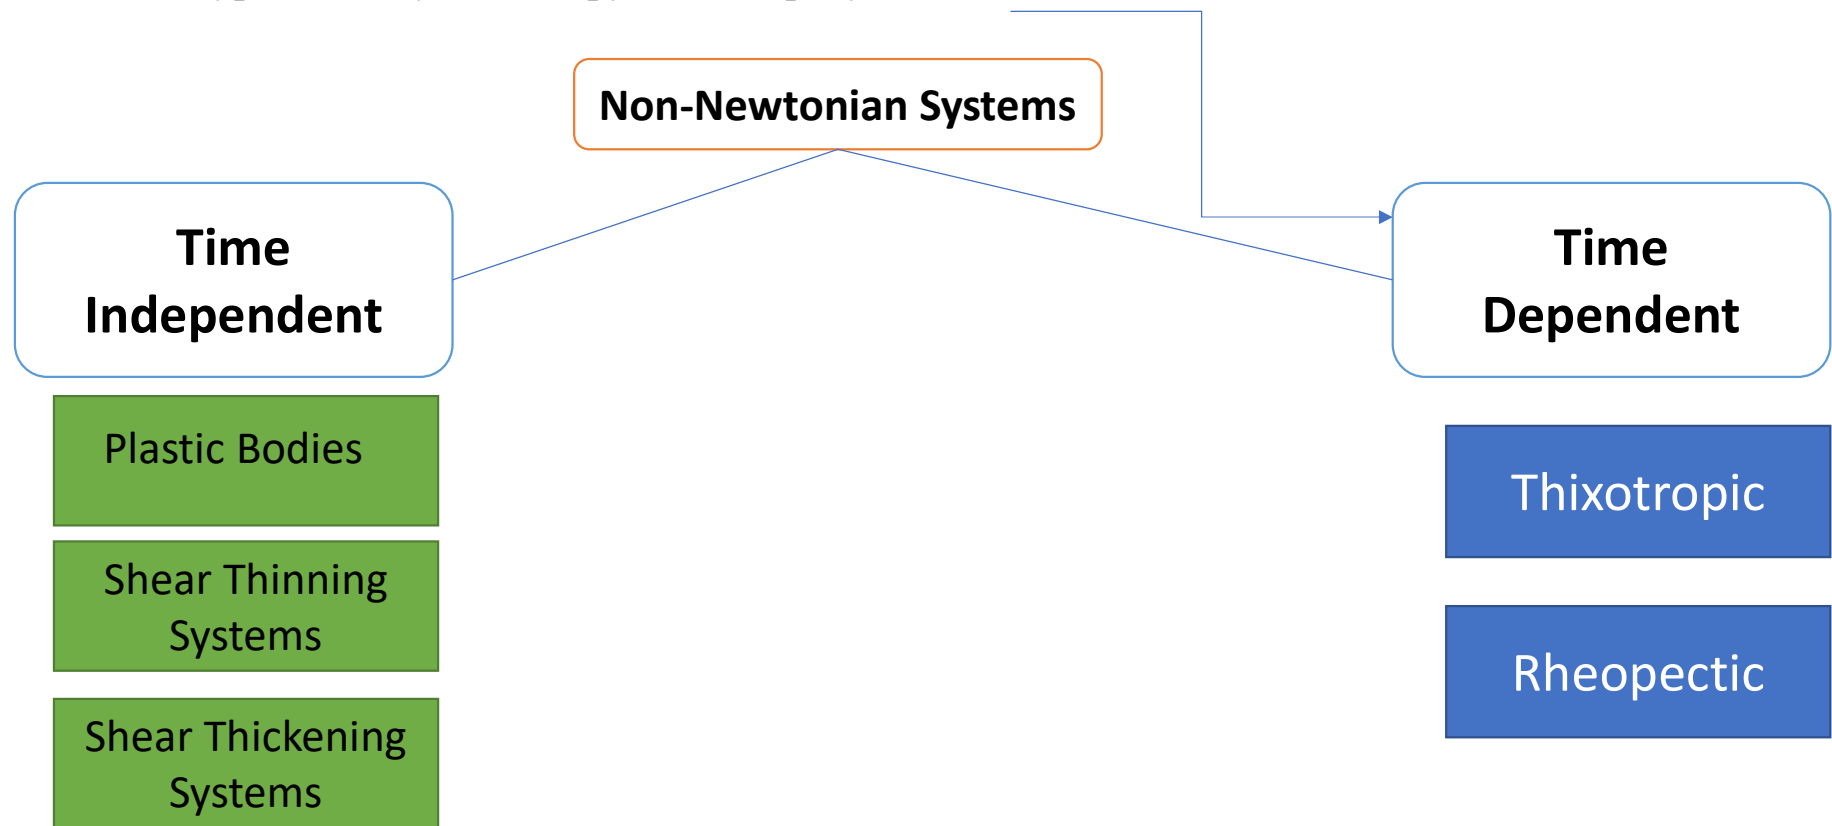 Non-Newtonian Systems
Time
Independent
Time
Dependent
Plastic Bodies
Shear Thinning
Systems
Shear Thickening
Systems
Thixotropic
Rheopectic